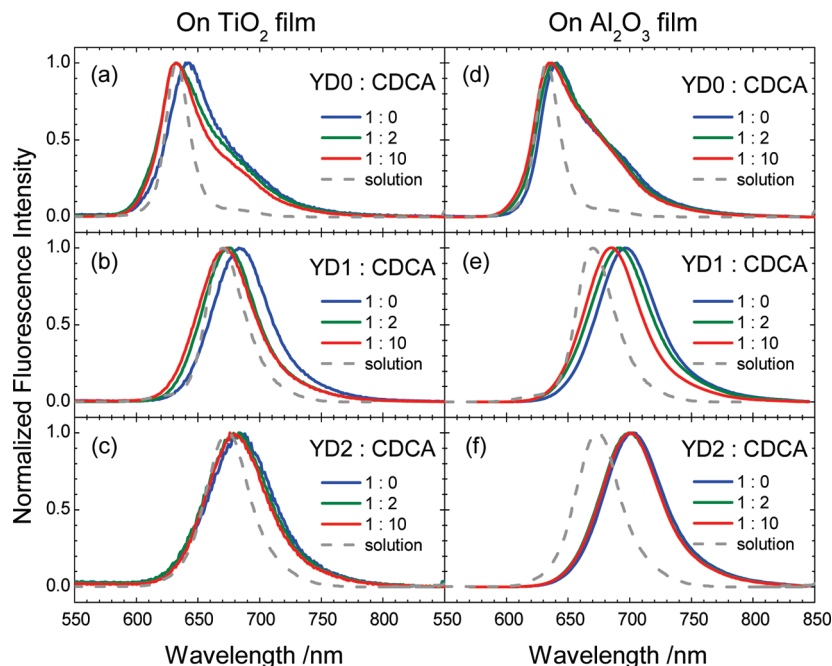 On TiO2 film
On Al2O3 film
Normalized Fluorescence Intensity
1.0
0.5
0.0
(a)
YD0 : CDCA
1 : 0
1 : 2
1 : 10
solution
(d)
YD0 : CDCA
1 : 0
1 : 2
1 : 10
solution
1.0
0.5
0.0
(b)
YD1 : CDCA
1 : 0
1 : 2
1 : 10
solution
(e)
YD1 : CDCA
1 : 0
1 : 2
1 : 10
solution
1.0
0.5
0.0
(c)
YD2 : CDCA
1 : 0
1 : 2
1 : 10
solution
(f)
YD2 : CDCA
1 : 0
1 : 2
1 : 10
solution
550 600 650 700 750 800 550 600 650 700 750 800 850
Wavelength /nm
Wavelength /nm